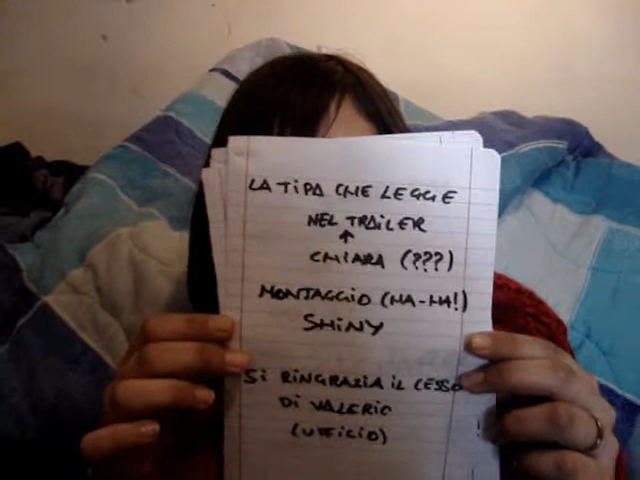 LA TiPA CHE LEGGE
NEL TRAILER
CHIARA (???)
MONTAGGIO (HA-HA!)
SHiNY
Si RiNGRAZiA iL CESSO
Di VALERiO
(UFFiCiO)